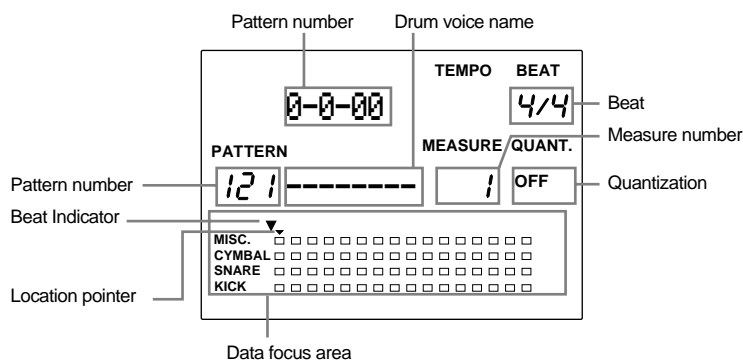 Pattern number Drum voice name
TEMPO BEAT
0-0-00 4/4 Beat
Measure number
PATTERN MEASURE QUANT.
Pattern number 121 -------- 1 OFF Quantization
Beat Indicator
MISC.
CYMBAL
SNARE
Location pointer KICK
Data focus area